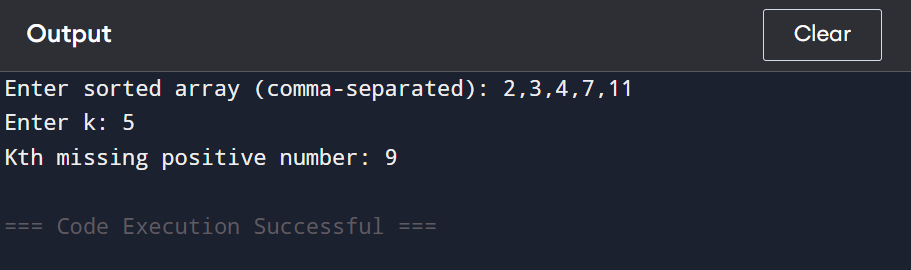 Output
Clear
Enter sorted array (comma-separated): 2,3,4,7,11
Enter k: 5
Kth missing positive number: 9
=== Code Execution Successful ===